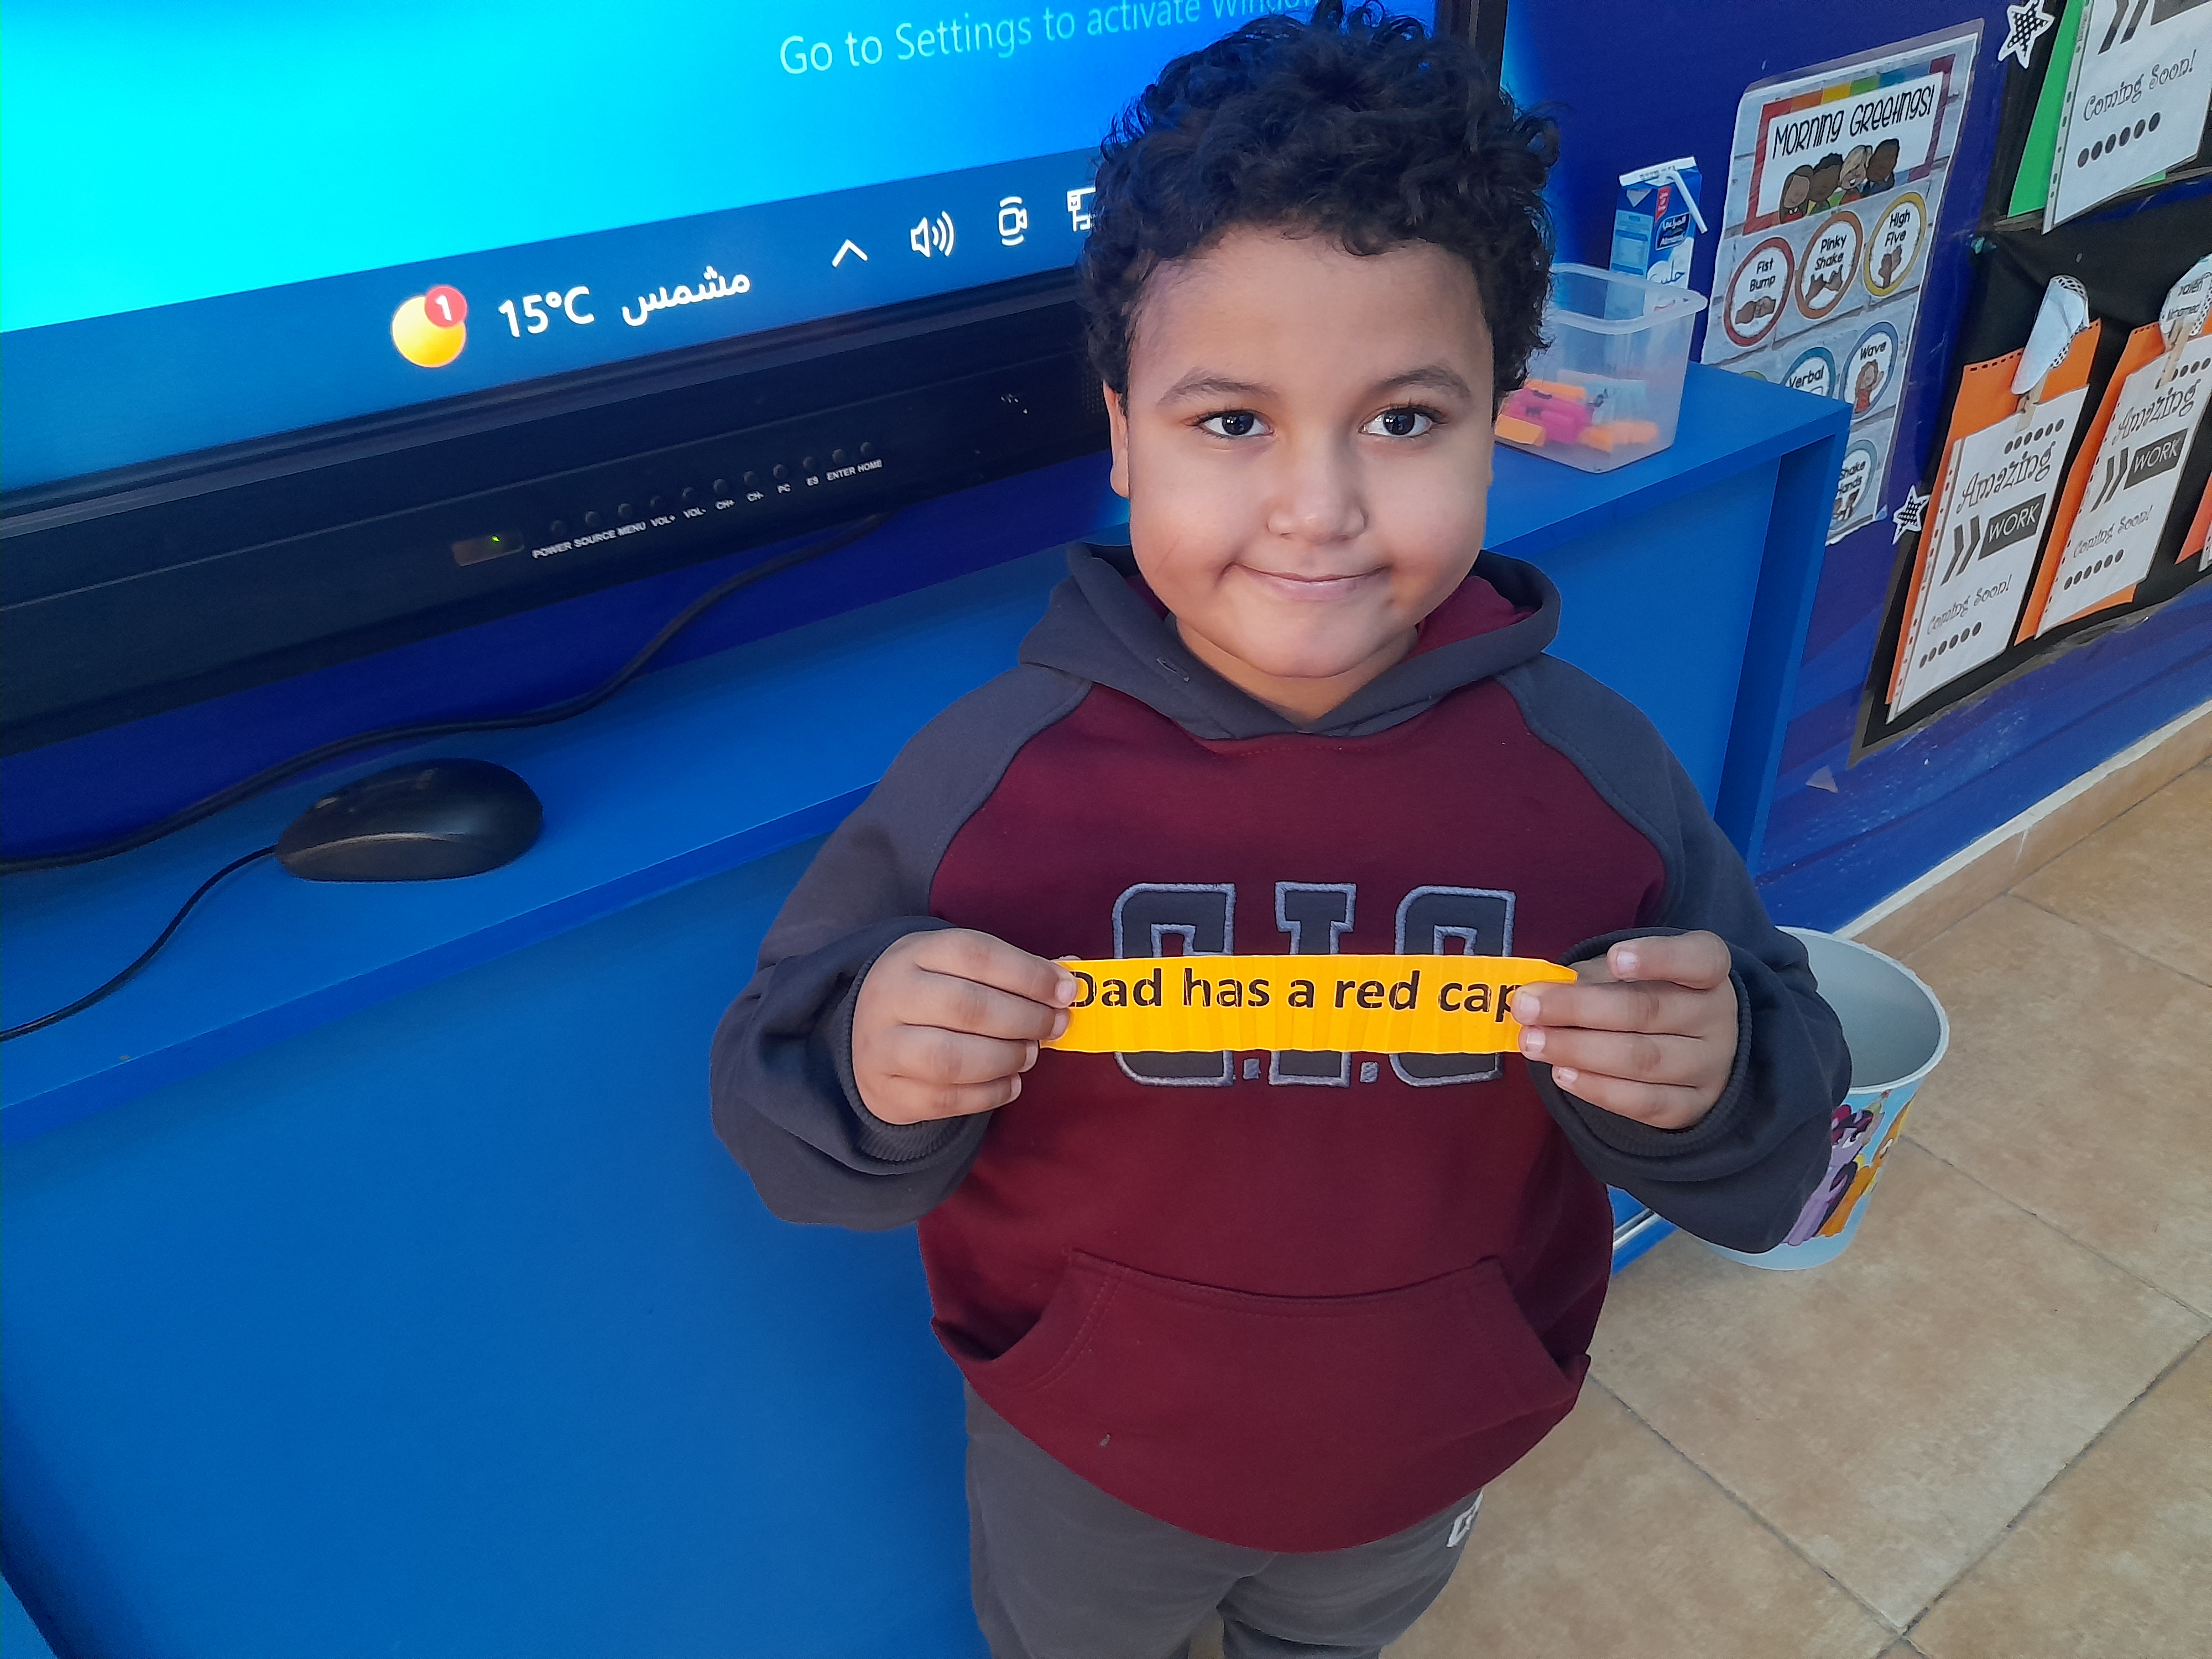 Go to Settings to activate
15°C مشمس
1
POWER SOURCE MENU VOL+ VOL- CH+ CH- PC ES ENTER HOME
MORNING GREETINGS!
Fist Bump
Pinky Shake
High Five
Verbal
Wave
Shake
Coming Soon!
Amazing
WORK
Coming Soon!
Amazing
WORK
Coming Soon!
Dad has a red cap